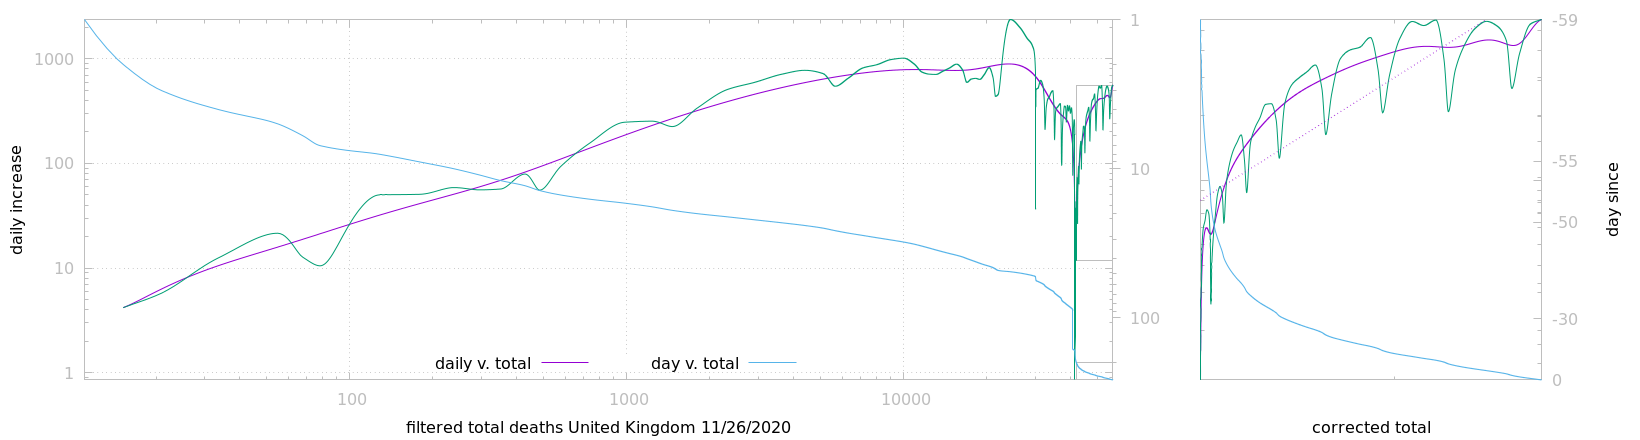 daily increase
1000
100
10
1
100
1000
10000
filtered total deaths United Kingdom 11/26/2020
daily v. total
day v. total
1
10
100
-59
-55
-50
-30
0
day since
corrected total